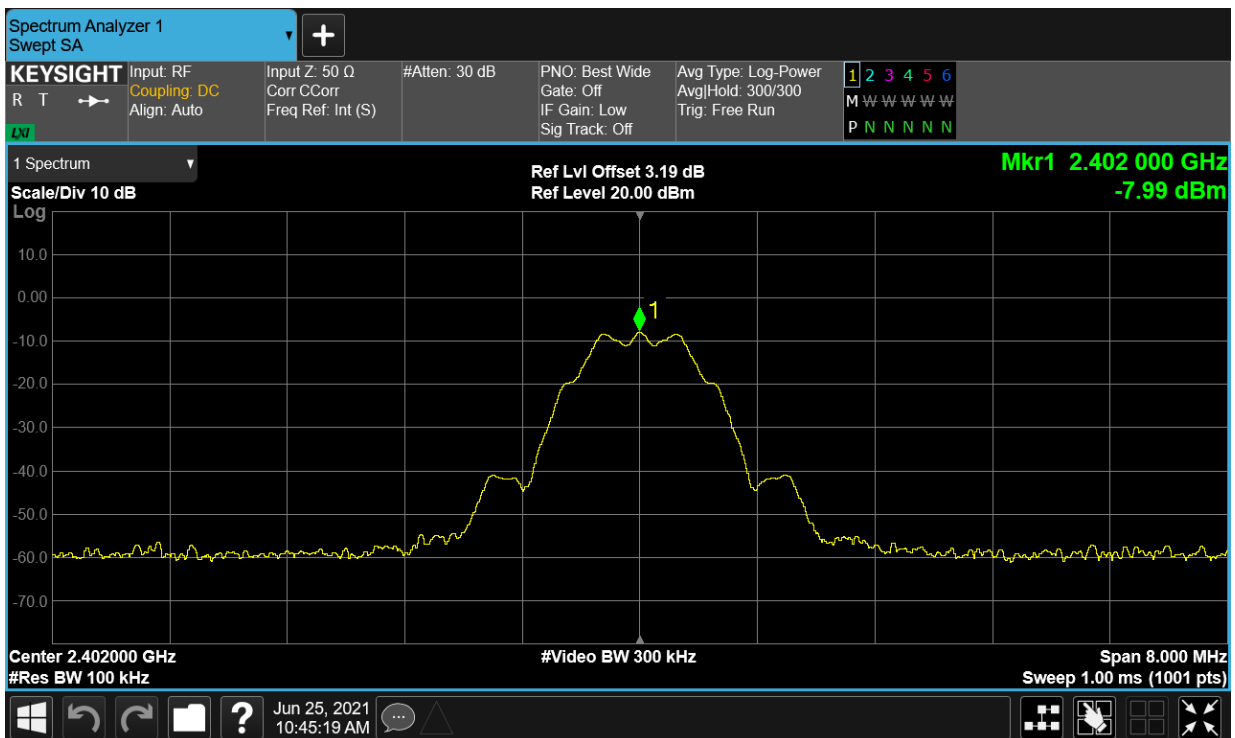 Spectrum Analyzer 1
Swept SA
KEYSIGHT
R T
LXI
Input: RF
Coupling: DC
Align: Auto
Input Z: 50 Ω
Corr CCorr
Freq Ref: Int (S)
#Atten: 30 dB
PNO: Best Wide
Gate: Off
IF Gain: Low
Sig Track: Off
Avg Type: Log-Power
Avg|Hold: 300/300
Trig: Free Run
1 2 3 4 5 6
M W W W W W
P N N N N N
1 Spectrum
Scale/Div 10 dB
Log
Ref Lvl Offset 3.19 dB
Ref Level 20.00 dBm
Mkr1 2.402 000 GHz
-7.99 dBm
10.0
0.00
1
-10.0
-20.0
-30.0
-40.0
-50.0
-60.0
-70.0
Center 2.402000 GHz
#Res BW 100 kHz
#Video BW 300 kHz
Span 8.000 MHz
Sweep 1.00 ms (1001 pts)
?
Jun 25, 2021
10:45:19 AM